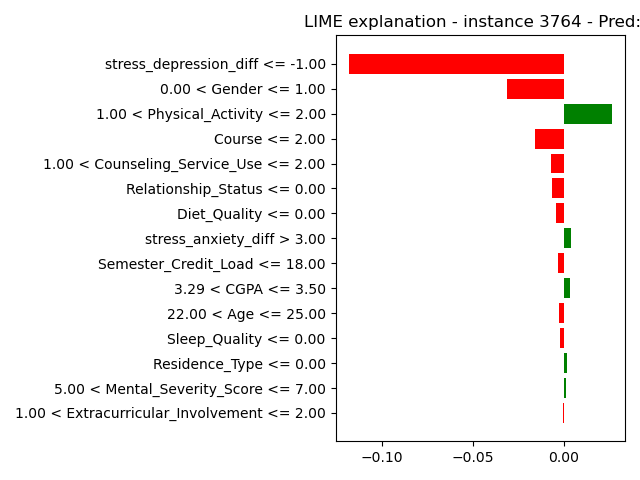 LIME explanation - instance 3764 - Pred:
stress_depression_diff <= -1.00
0.00 < Gender <= 1.00
1.00 < Physical_Activity <= 2.00
Course <= 2.00
1.00 < Counseling_Service_Use <= 2.00
Relationship_Status <= 0.00
Diet_Quality <= 0.00
stress_anxiety_diff > 3.00
Semester_Credit_Load <= 18.00
3.29 < CGPA <= 3.50
22.00 < Age <= 25.00
Sleep_Quality <= 0.00
Residence_Type <= 0.00
5.00 < Mental_Severity_Score <= 7.00
1.00 < Extracurricular_Involvement <= 2.00
−0.10 −0.05 0.00